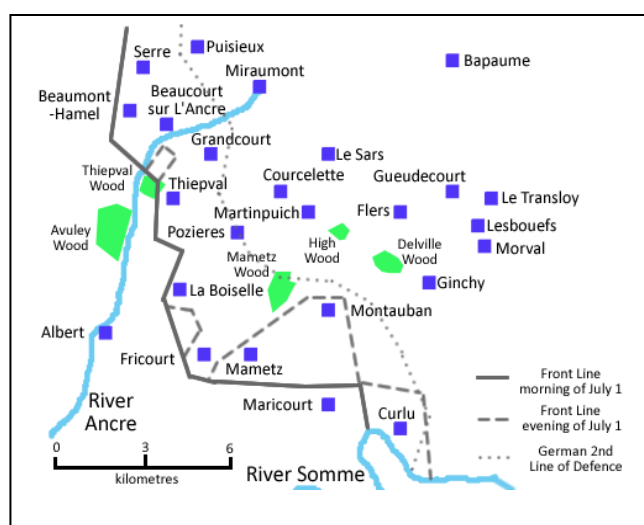 Puisieux
Serre
Bapaume
Miraumont
Beaumont
-Hamel
Beaucourt
sur L'Ancre
Grandcourt
Le Sars
Thiepval
Wood
Thiepval
Courcelette
Gueudecourt
Le Transloy
Martinpuich
Flers
Lesbouefs
Avuley
Wood
Pozieres
High
Wood
Delville
Wood
Morval
Mametz
Wood
La Boiselle
Ginchy
Montauban
Albert
Fricourt
Mametz
Front Line
morning of July 1
River
Ancre
Maricourt
Curlu
Front Line
evening of July 1
0 3 6
kilometres
River Somme
German 2nd
Line of Defence